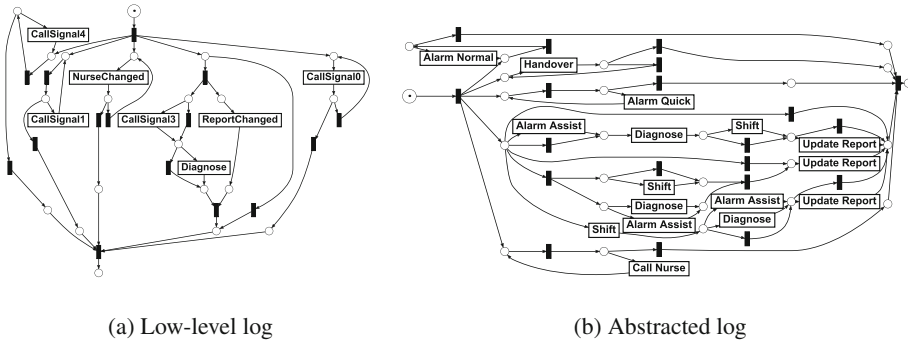 CallSignal4
NurseChanged
CallSignal0
CallSignal1
CallSignal3
ReportChanged
Diagnose
(a) Low-level log
Alarm Normal
Handover
Alarm Quick
Alarm Assist
Diagnose
Shift
Update Report
Shift
Update Report
Diagnose
Alarm Assist
Update Report
Alarm Assist
Diagnose
Shift
Call Nurse
(b) Abstracted log